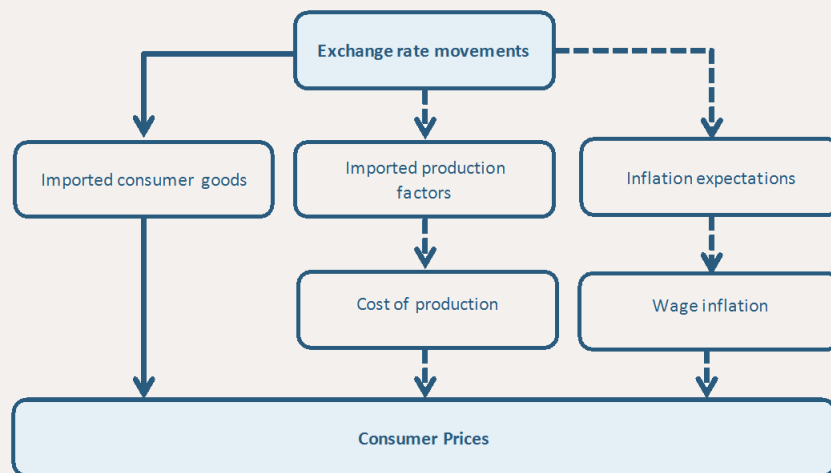 Exchange rate movements
Imported consumer goods
Imported production
factors
Inflation expectations
Cost of production
Wage inflation
Consumer Prices